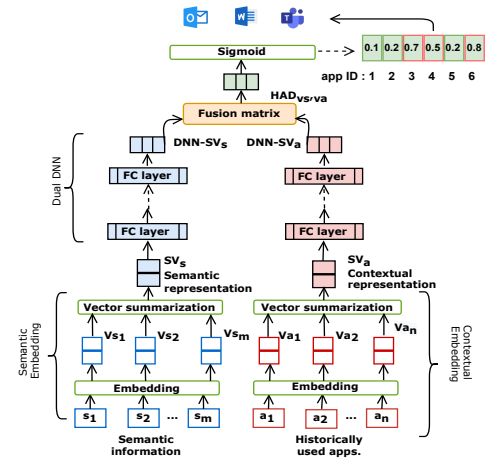 Sigmoid
0.1 0.2 0.7 0.5 0.2 0.8
app ID : 1 2 3 4 5 6
HADvs,va
Fusion matrix
DNN-SVs
DNN-SVa
Dual DNN
FC layer
FC layer
FC layer
FC layer
SVs
Semantic
representation
SVa
Contextual
representation
Semantic
Embedding
Vector summarization
Vector summarization
Contextual
Embedding
Vs1 Vs2 Vsm
Va1 Va2 Van
Embedding
Embedding
s1 s2 ... sm
a1 a2 ... an
Semantic
information
Historically
used apps.